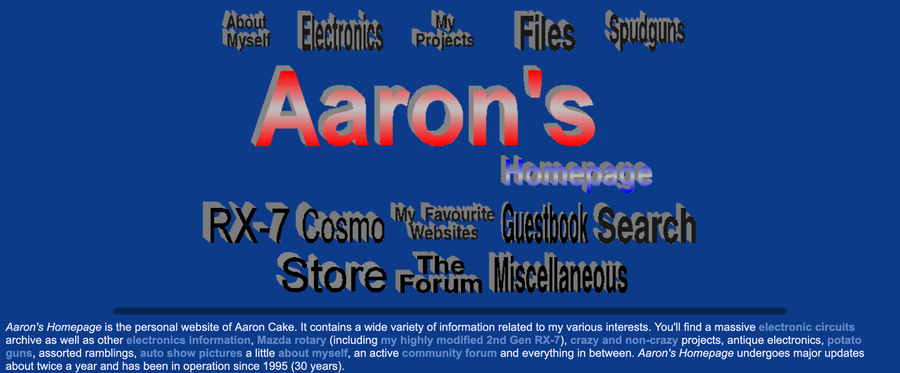 About Myself Electronics My Projects Files Spudguns
Aaron's
Homepage
RX-7 Cosmo My Favourite Websites Guestbook Search
Store The Forum Miscellaneous
Aaron's Homepage is the personal website of Aaron Cake. It contains a wide variety of information related to my various interests. You'll find a massive electronic circuits
archive as well as other electronics information, Mazda rotary (including my highly modified 2nd Gen RX-7), crazy and non-crazy projects, antique electronics, potato
guns, assorted ramblings, auto show pictures a little about myself, an active community forum and everything in between. Aaron's Homepage undergoes major updates
about twice a year and has been in operation since 1995 (30 years).